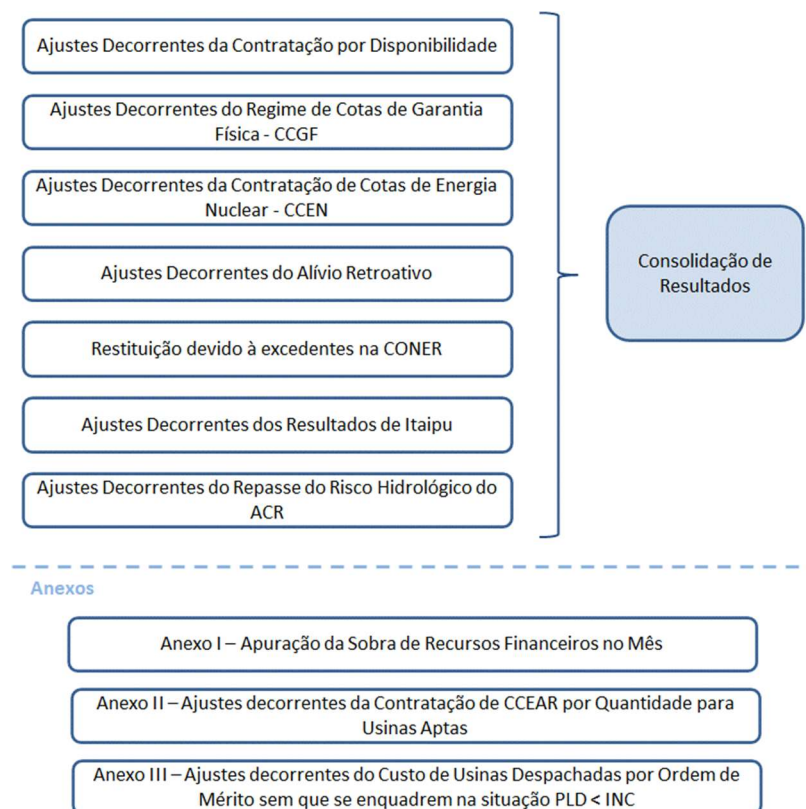 Ajustes Decorrentes da Contratação por Disponibilidade
Ajustes Decorrentes do Regime de Cotas de Garantia
Física - CCGF
Ajustes Decorrentes da Contratação de Cotas de Energia
Nuclear - CCEN
Ajustes Decorrentes do Alívio Retroativo
Restituição devido à excedentes na CONER
Ajustes Decorrentes dos Resultados de Itaipu
Ajustes Decorrentes do Repasse do Risco Hidrológico do
ACR
Consolidação de
Resultados
Anexos
Anexo I – Apuração da Sobra de Recursos Financeiros no Mês
Anexo II – Ajustes decorrentes da Contratação de CCEAR por Quantidade para
Usinas Aptas
Anexo III – Ajustes decorrentes do Custo de Usinas Despachadas por Ordem de
Mérito sem que se enquadrem na situação PLD < INC